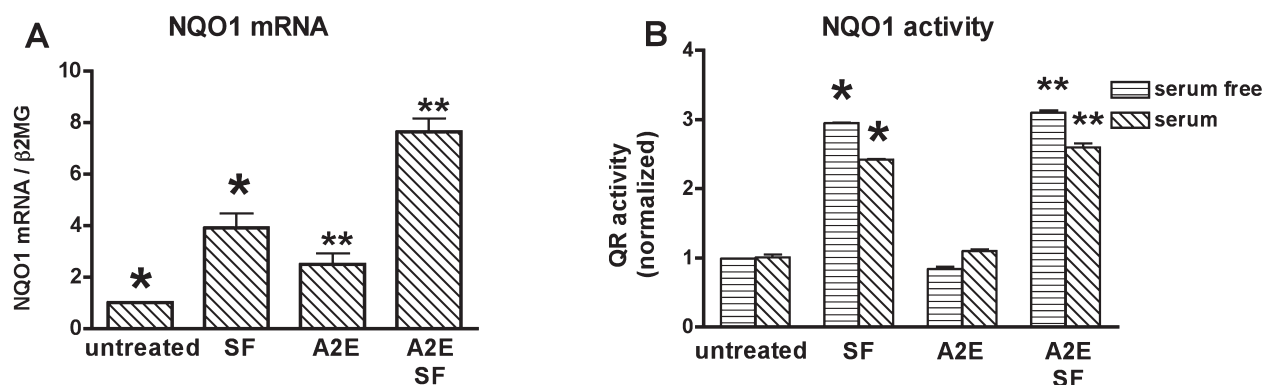 A
NQO1 mRNA
NQO1 mRNA / β2MG
10
8
6
4
2
0
*
*
**
**
untreated
SF
A2E
A2E
SF
B
NQO1 activity
QR activity
(normalized)
4
3
2
1
0
*
*
**
**
serum free
serum
untreated
SF
A2E
A2E
SF